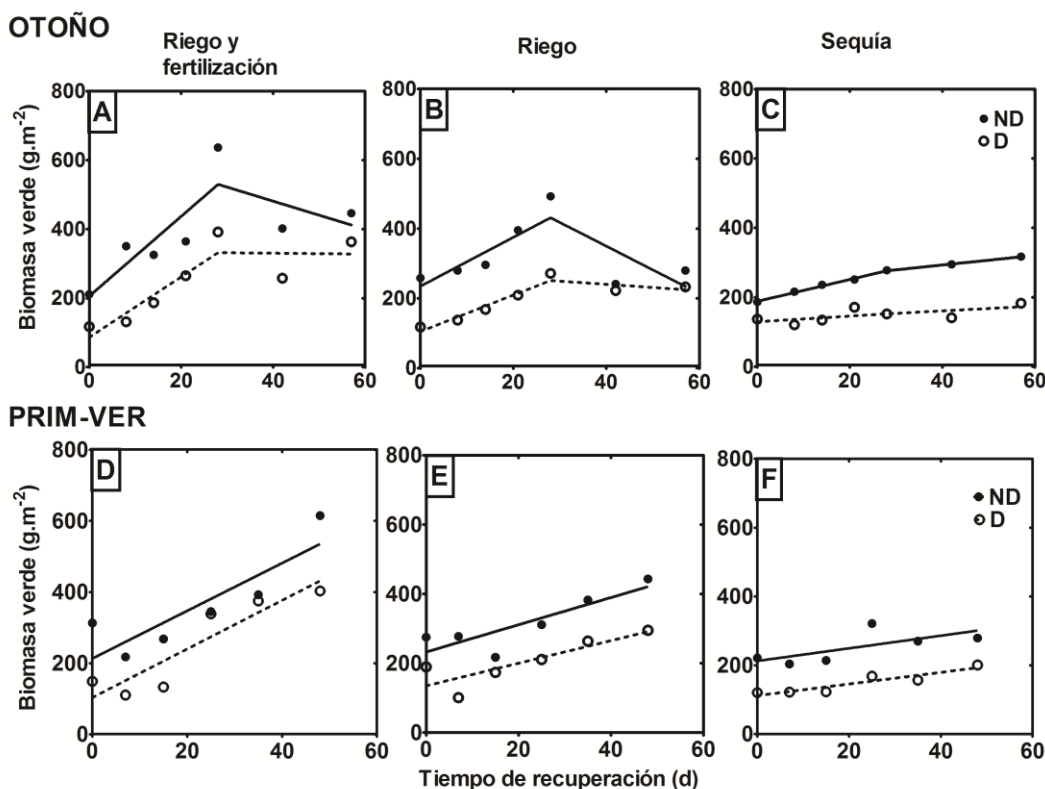 OTOÑO
Riego y
fertilización
Riego
Sequía
Biomasa verde (g.m-2)
800
600
400
200
0
A
0 20 40 60
800
600
400
200
0
B
0 20 40 60
800
600
400
200
0
C
ND
D
0 20 40 60
PRIM-VER
Biomasa verde (g.m-2)
800
600
400
200
0
D
0 20 40 60
800
600
400
200
0
E
0 20 40 60
800
600
400
200
0
F
ND
D
0 20 40 60
Tiempo de recuperación (d)